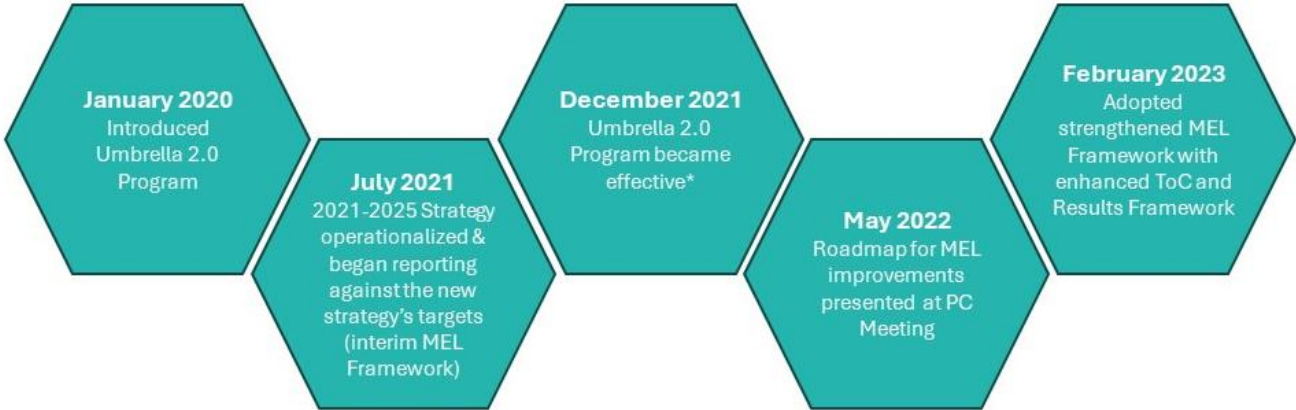 January 2020
Introduced
Umbrella 2.0
Program
July 2021
2021-2025 Strategy
operationalized &
began reporting
against the new
strategy's targets
(interim MEL
Framework)
December 2021
Umbrella 2.0
Program became
effective*
May 2022
Roadmap for MEL
improvements
presented at PC
Meeting
February 2023
Adopted
strengthened MEL
Framework with
enhanced ToC and
Results Framework